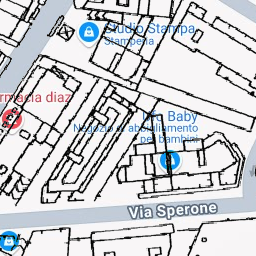 Studio Stampa
Stamperia
rmacia diaz
Baby
Negozio di abbigliamento
per bambini
Via Sperone